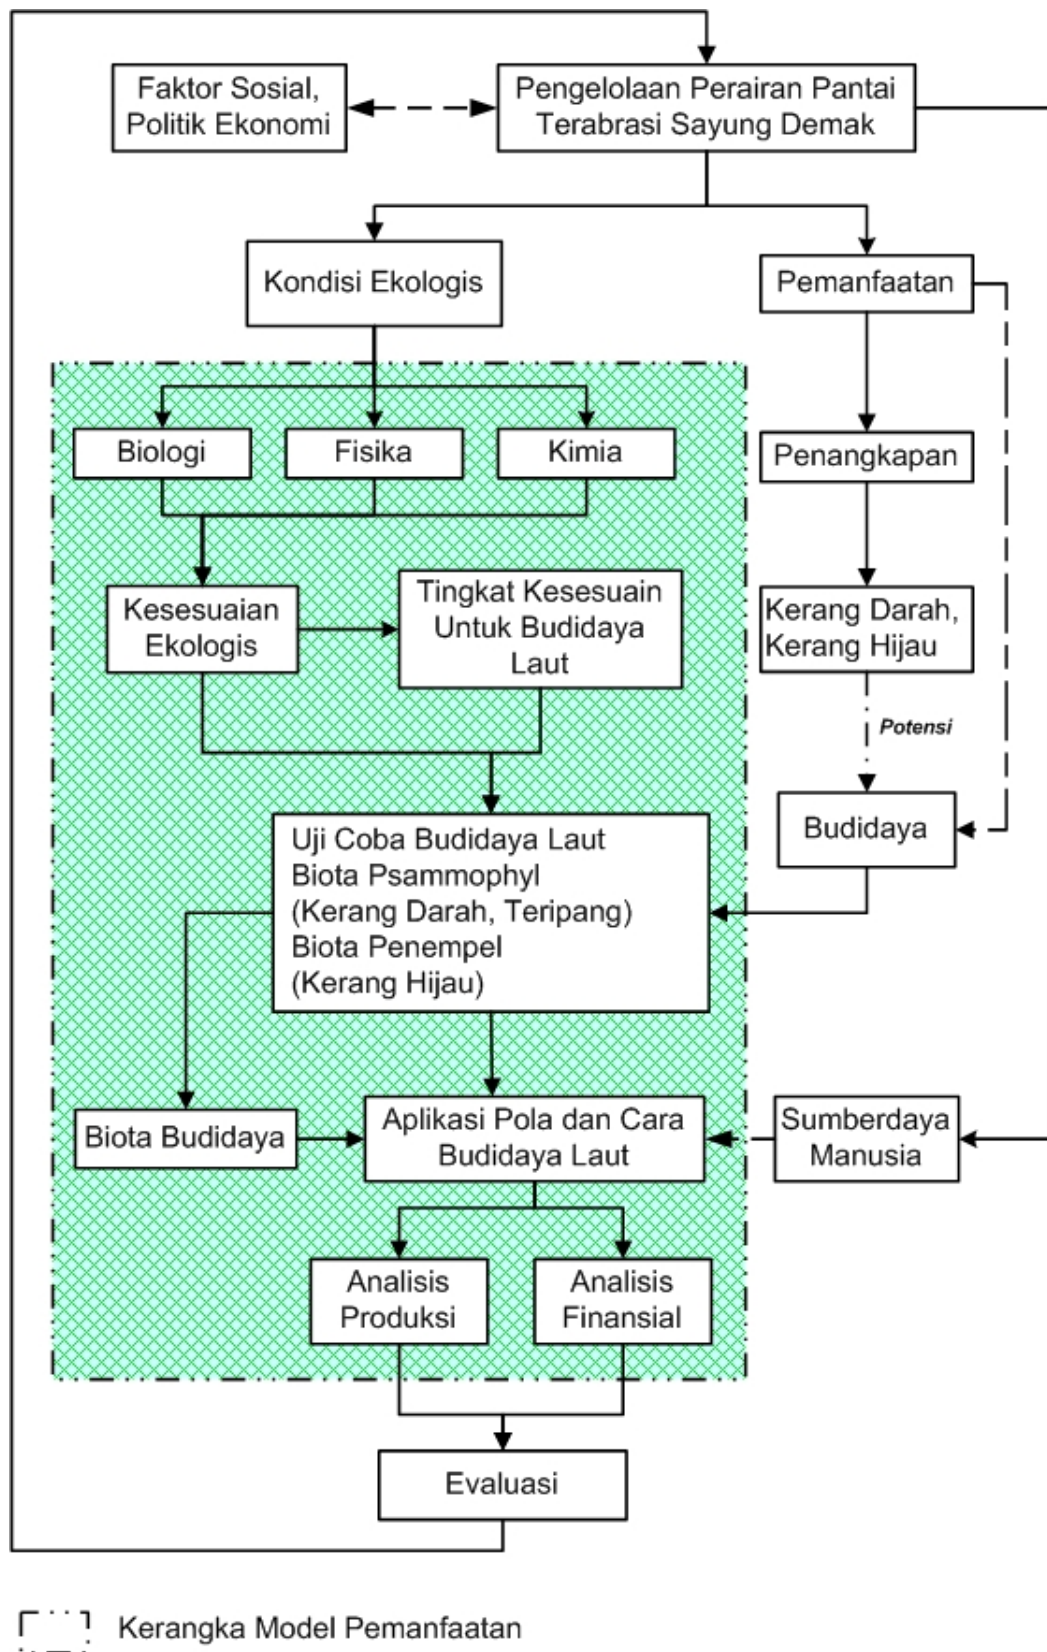 Faktor Sosial,
Politik Ekonomi
Pengelolaan Perairan Pantai
Terabrasi Sayung Demak
Kondisi Ekologis
Pemanfaatan
Biologi
Fisika
Kimia
Penangkapan
Kesesuaian
Ekologis
Tingkat Kesesuain
Untuk Budidaya
Laut
Kerang Darah,
Kerang Hijau
Potensi
Budidaya
Uji Coba Budidaya Laut
Biota Psammophyl
(Kerang Darah, Teripang)
Biota Penempel
(Kerang Hijau)
Biota Budidaya
Aplikasi Pola dan Cara
Budidaya Laut
Sumberdaya
Manusia
Analisis
Produksi
Analisis
Finansial
Evaluasi
Kerangka Model Pemanfaatan